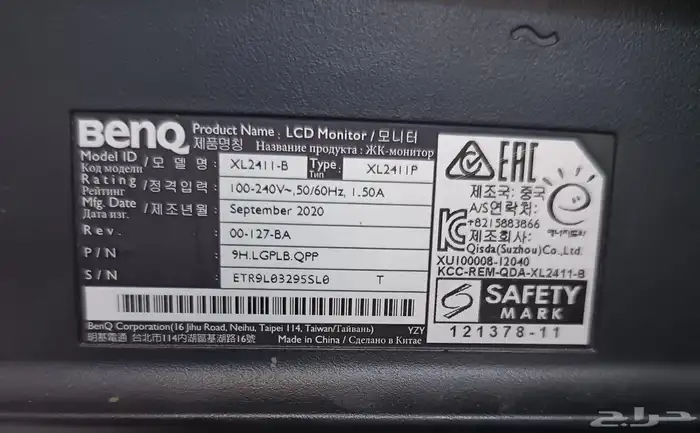 BenQ Product Name : LCD Monitor / 모니터
제품명칭 Название продукта : ЖК-монитор
Model ID / 모 델 명 : XL2411-B Type : XL2411P
Код модели Тип
Rating / 정격입력 : 100-240V~,50/60Hz, 1.50A
Рейтинг
Mfg. Date / 제조년월 : September 2020
Дата изг.
Rev. 00-127-BA
P/N 9H.LGPLB.QPP
S/N ETR9L03295SL0 T
BenQ Corporation(16 Jihu Road, Neihu, Taipei 114, Taiwan/Тайвань) YZY
明基電通 台北市114內湖區基湖路16號 Made in China / Сделано в Китае
EAC
제조국: 중국
A/S연락처:
+8215883866
제조회사:
Qisda(Suzhou)Co.,Ltd.
에너지절약
XU100008-12040
KCC-REM-QDA-XL2411-B
SAFETY
MARK
121378-11
حراج